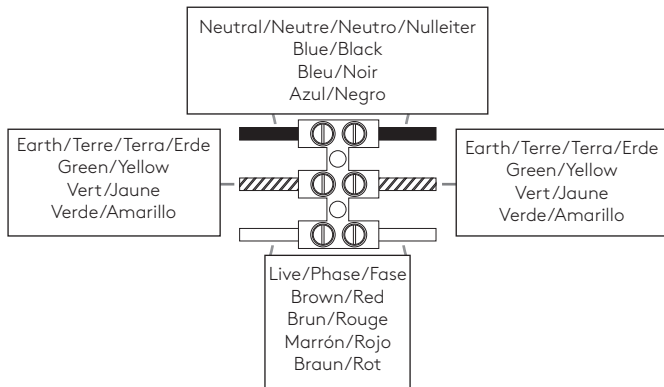 Neutral/Neutre/Neutro/Nulleiter
Blue/Black
Bleu/Noir
Azul/Negro
Earth/Terre/Terra/Erde
Green/Yellow
Vert/Jaune
Verde/Amarillo
Earth/Terre/Terra/Erde
Green/Yellow
Vert/Jaune
Verde/Amarillo
Live/Phase/Fase
Brown/Red
Brun/Rouge
Marrón/Rojo
Braun/Rot